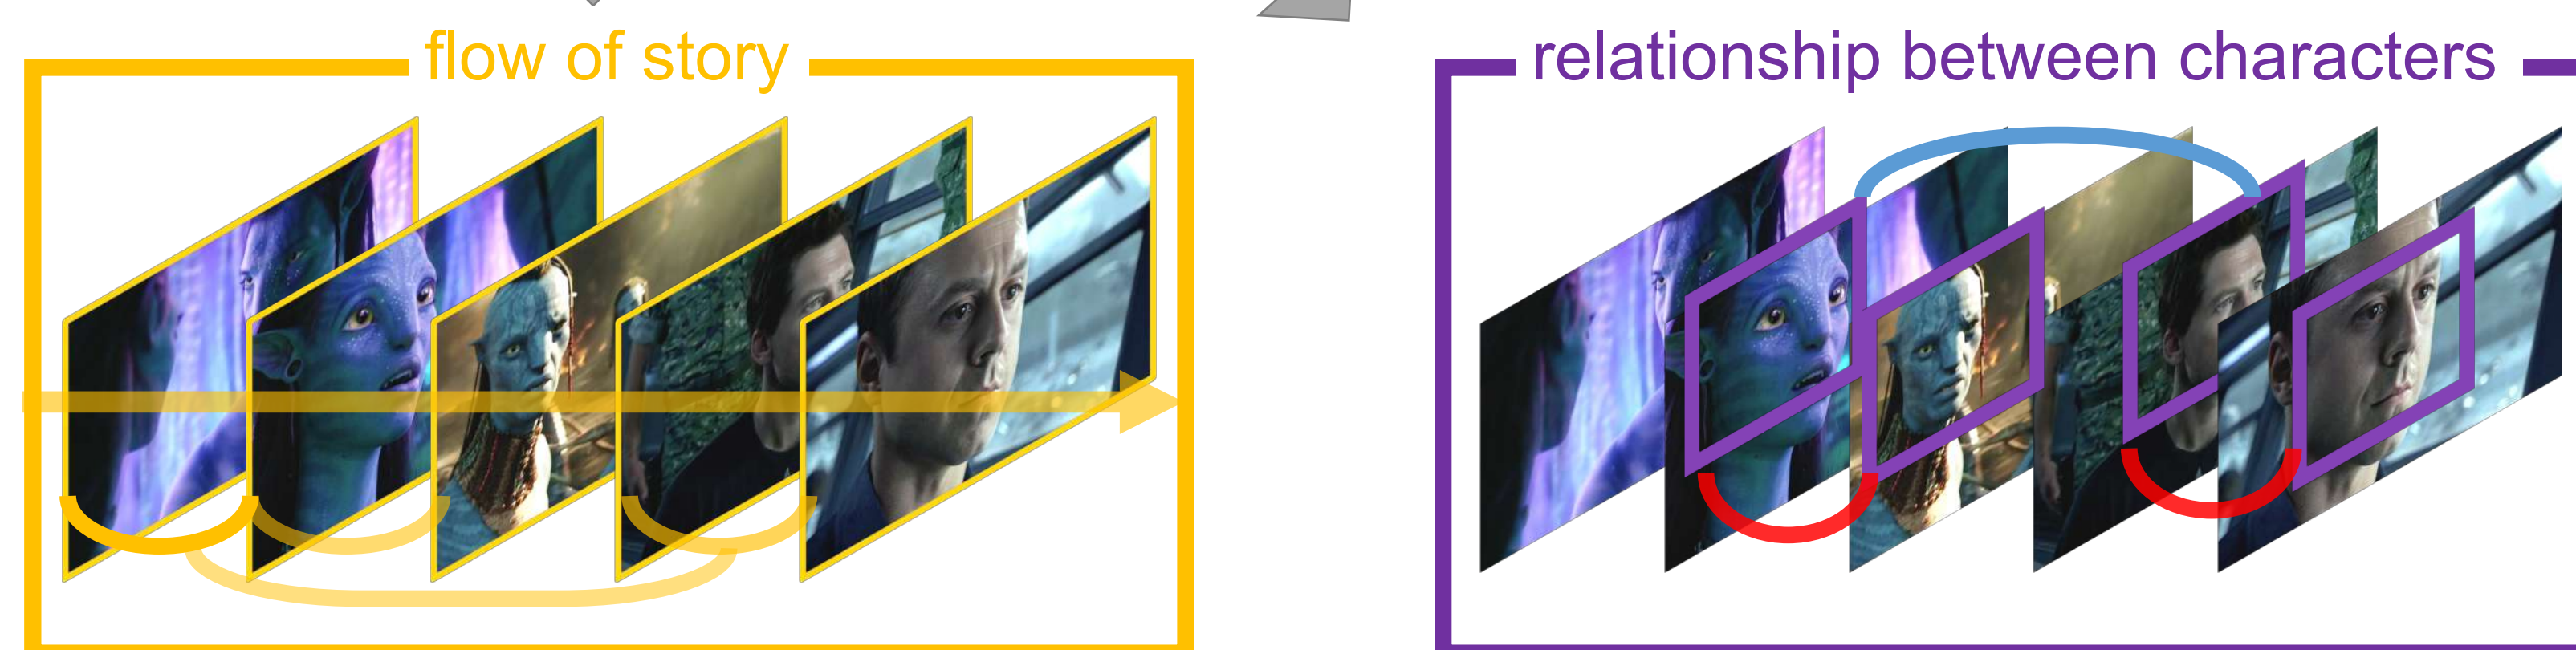 flow of story
relationship between characters